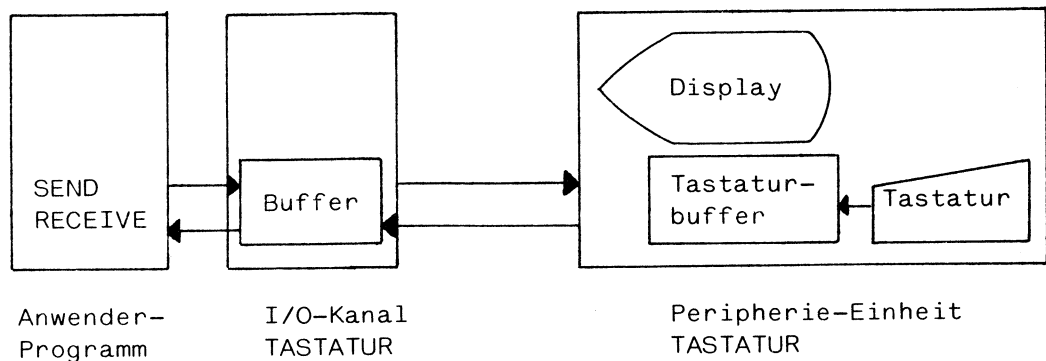 Display
SEND
RECEIVE
Buffer
Tastatur-
buffer
Tastatur
Anwender-
Programm
I/O-Kanal
TASTATUR
Peripherie-Einheit
TASTATUR